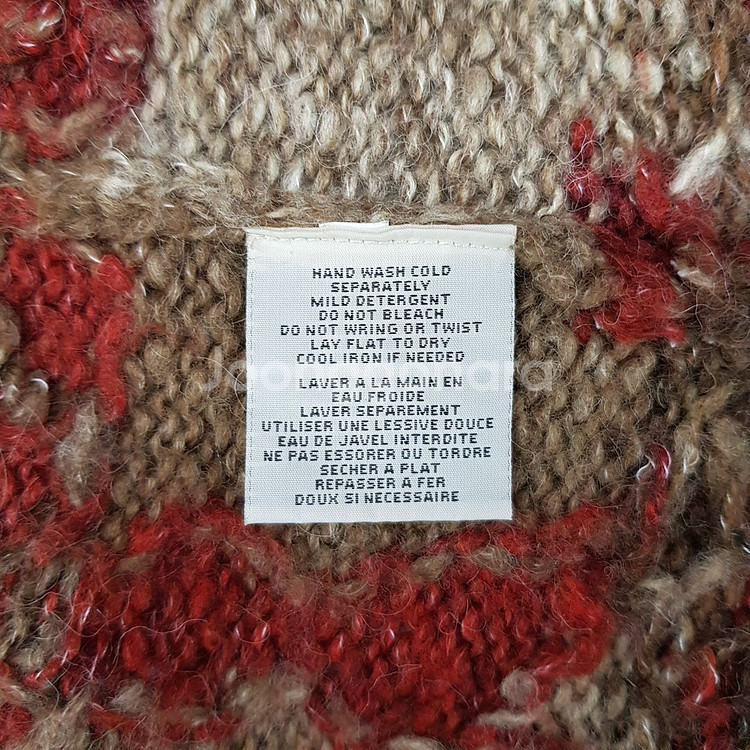 HAND WASH COLD
SEPARATELY
MILD DETERGENT
DO NOT BLEACH
DO NOT WRING OR TWIST
LAY FLAT TO DRY
COOL IRON IF NEEDED
LAVER A LA MAIN EN
EAU FROIDE
LAVER SEPAREMENT
UTILISER UNE LESSIVE DOUCE
EAU DE JAVEL INTERDITE
NE PAS ESSORER OU TORDRE
SECHER A PLAT
REPASSER A FER
DOUX SI NECESSAIRE